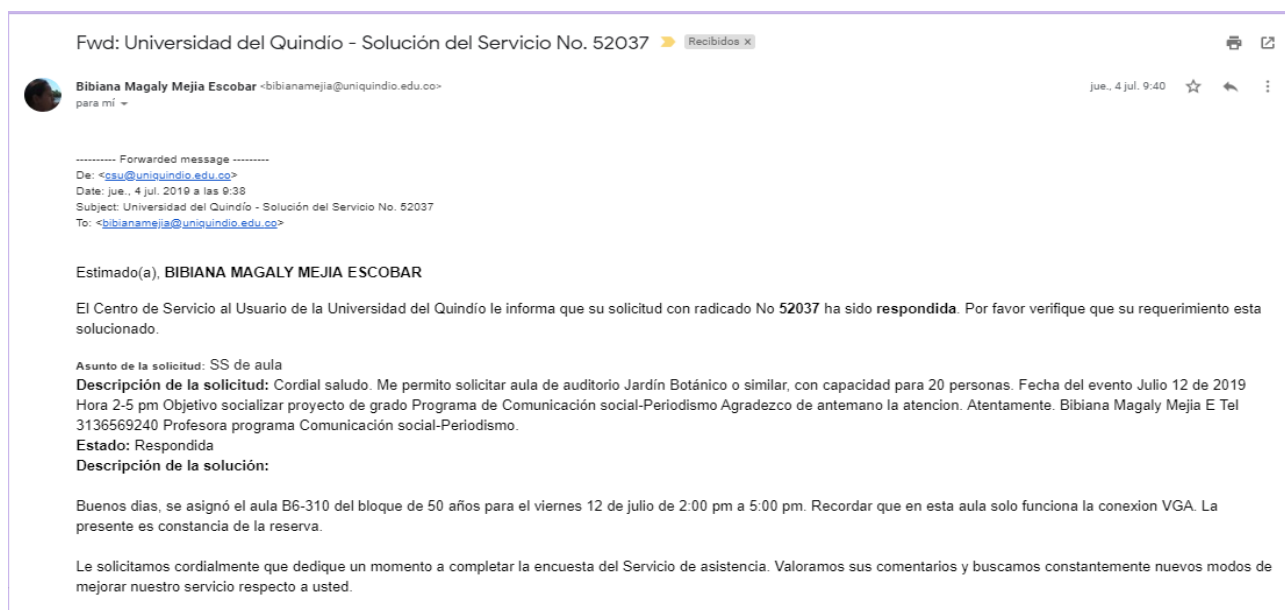 Fwd: Universidad del Quindío - Solución del Servicio No. 52037 Recibidos x
Bibiana Magaly Mejia Escobar <bibianamejia@uniquindio.edu.co> jue., 4 jul. 9:40
para mí
---------- Forwarded message ---------
De: <csu@uniquindio.edu.co>
Date: jue., 4 jul. 2019 a las 9:38
Subject: Universidad del Quindío - Solución del Servicio No. 52037
To: <bibianamejia@uniquindio.edu.co>
Estimado(a), BIBIANA MAGALY MEJIA ESCOBAR
El Centro de Servicio al Usuario de la Universidad del Quindío le informa que su solicitud con radicado No 52037 ha sido respondida. Por favor verifique que su requerimiento esta
solucionado.
Asunto de la solicitud: SS de aula
Descripción de la solicitud: Cordial saludo. Me permito solicitar aula de auditorio Jardín Botánico o similar, con capacidad para 20 personas. Fecha del evento Julio 12 de 2019
Hora 2-5 pm Objetivo socializar proyecto de grado Programa de Comunicación social-Periodismo Agradezco de antemano la atencion. Atentamente. Bibiana Magaly Mejia E Tel
3136569240 Profesora programa Comunicación social-Periodismo.
Estado: Respondida
Descripción de la solución:
Buenos dias, se asignó el aula B6-310 del bloque de 50 años para el viernes 12 de julio de 2:00 pm a 5:00 pm. Recordar que en esta aula solo funciona la conexion VGA. La
presente es constancia de la reserva.
Le solicitamos cordialmente que dedique un momento a completar la encuesta del Servicio de asistencia. Valoramos sus comentarios y buscamos constantemente nuevos modos de
mejorar nuestro servicio respecto a usted.